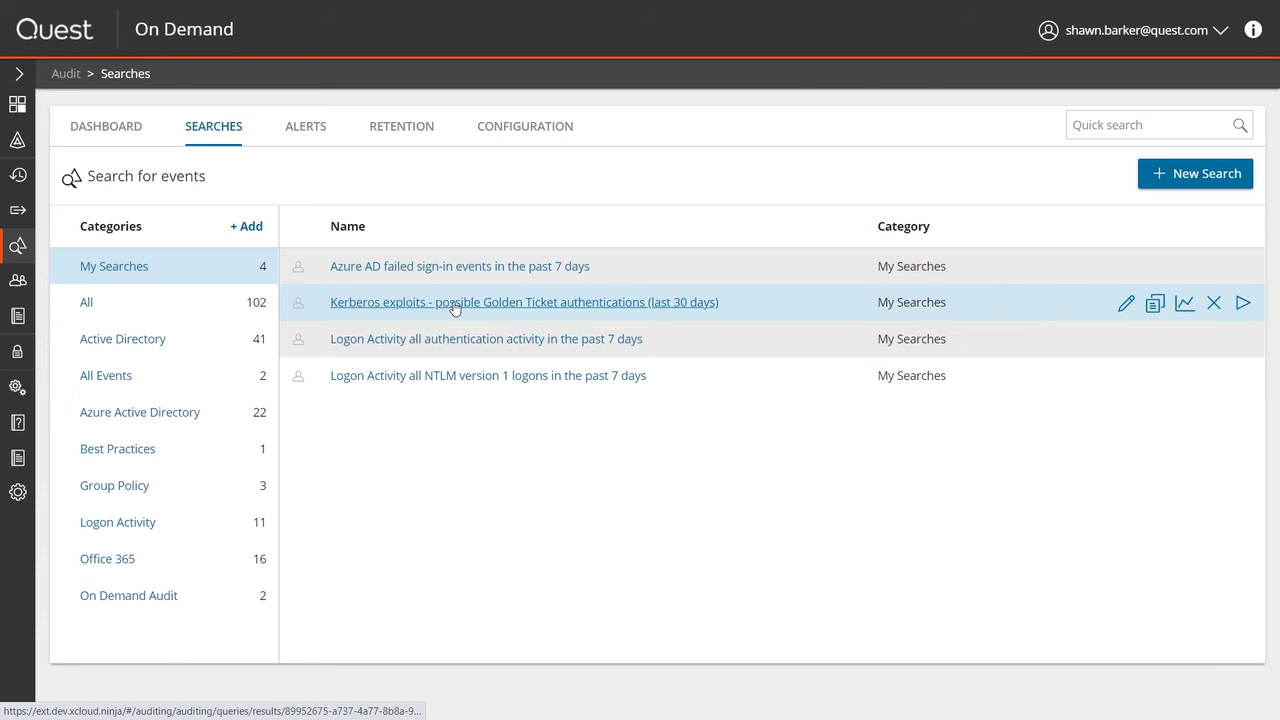 Quest
On Demand
shawn.barker@quest.com
Audit > Searches
DASHBOARD
SEARCHES
ALERTS
RETENTION
CONFIGURATION
Quick search
Search for events
+ New Search
Categories
+ Add
Name
Category
My Searches 4
Azure AD failed sign-in events in the past 7 days
My Searches
All 102
Kerberos exploits - possible Golden Ticket authentications (last 30 days)
My Searches
Active Directory 41
Logon Activity all authentication activity in the past 7 days
My Searches
All Events 2
Logon Activity all NTLM version 1 logons in the past 7 days
My Searches
Azure Active Directory 22
Best Practices 1
Group Policy 3
Logon Activity 11
Office 365 16
On Demand Audit 2
https://ext.dev.xcloud.ninja/#/auditing/auditing/queries/results/89952675-a737-4a77-8b8a-9...